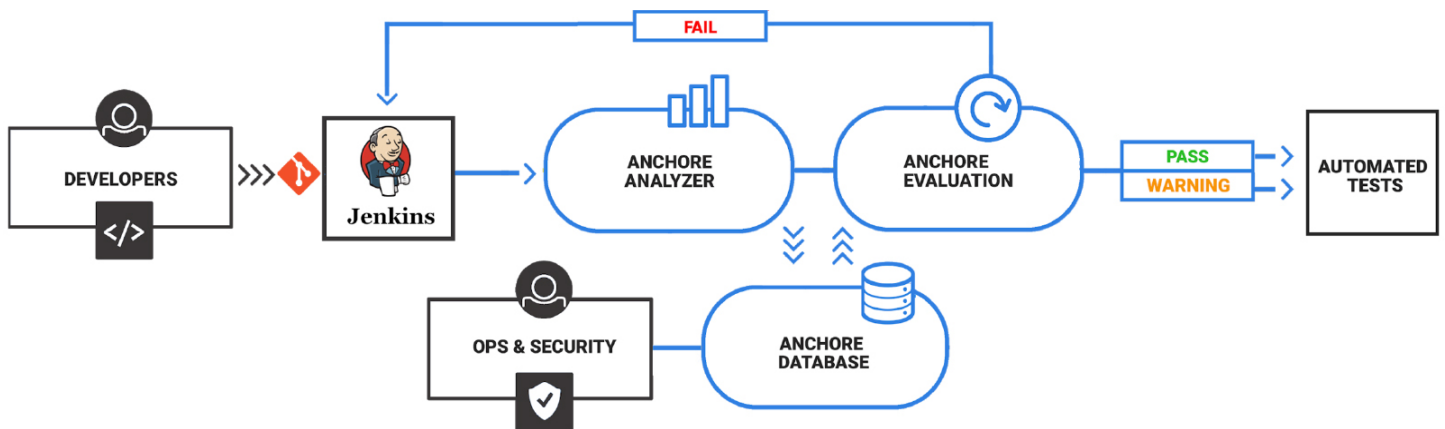 FAIL
DEVELOPERS
</>
Jenkins
ANCHORE
ANALYZER
ANCHORE
EVALUATION
PASS
WARNING
AUTOMATED
TESTS
OPS & SECURITY
ANCHORE
DATABASE